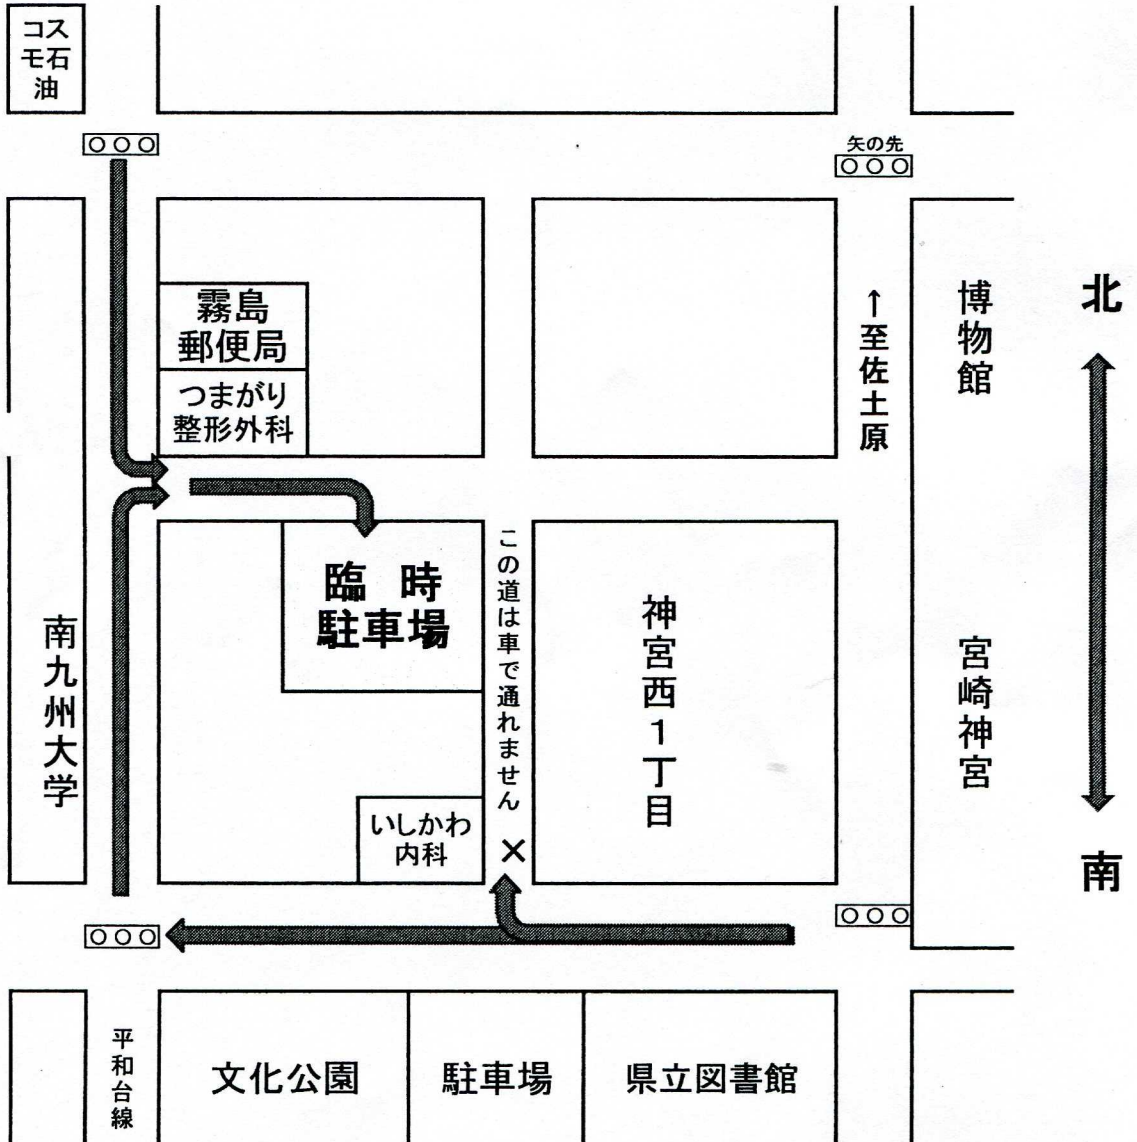 コス
モ石
油
矢の先
霧島
郵便局
つまがり
整形外科
↑至佐土原
博物館
北
臨 時
駐車場
この道は車で通れません
×
神宮西1丁目
南九州大学
宮崎神宮
いしかわ
内科
南
平和台線
文化公園
駐車場
県立図書館